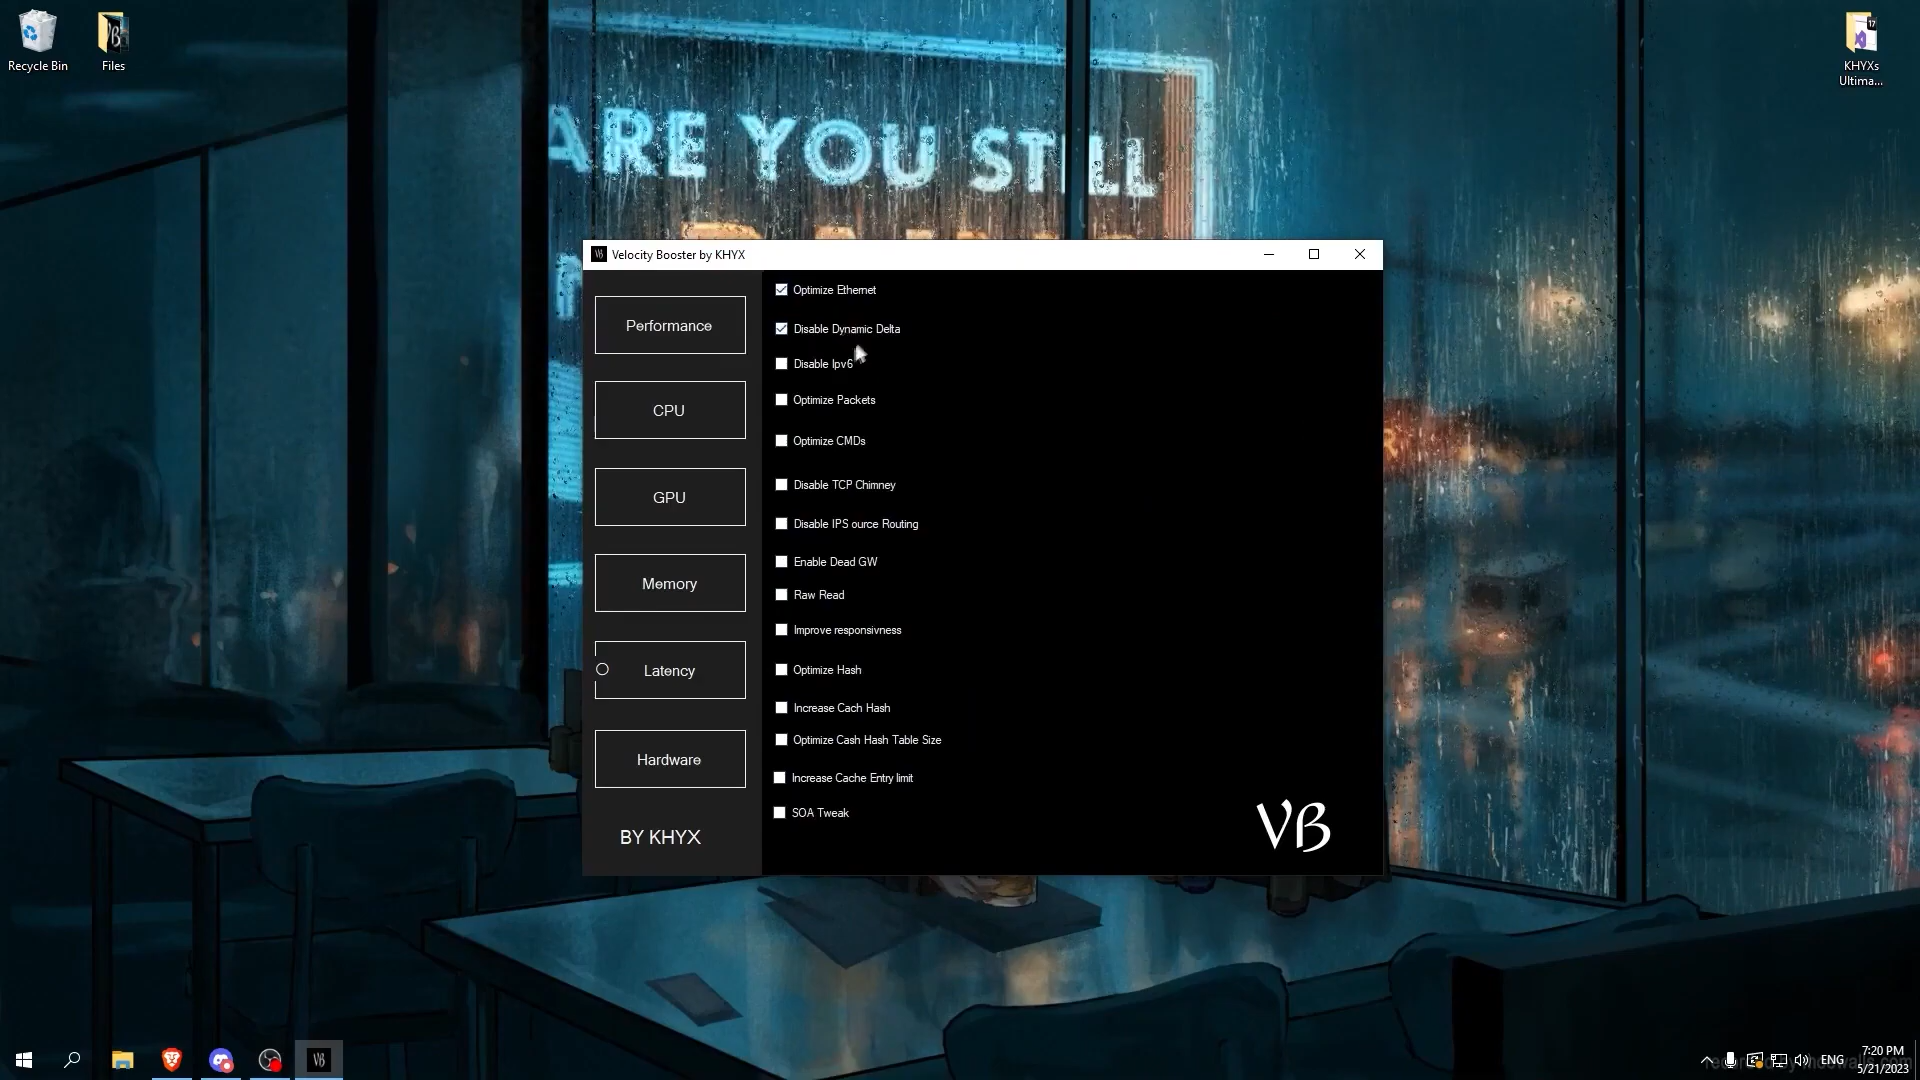 Recycle Bin
Files
KHYXs
Ultima...
ARE YOU STILL
Velocity Booster by KHYX
Performance
CPU
GPU
Memory
Latency
Hardware
BY KHYX
Optimize Ethernet
Disable Dynamic Delta
Disable Ipv6
Optimize Packets
Optimize CMDs
Disable TCP Chimney
Disable IPS ource Routing
Enable Dead GW
Raw Read
Improve responsivness
Optimize Hash
Increase Cach Hash
Optimize Cash Hash Table Size
Increase Cache Entry limit
SOA Tweak
VB
ENG
7:20 PM
5/21/2023